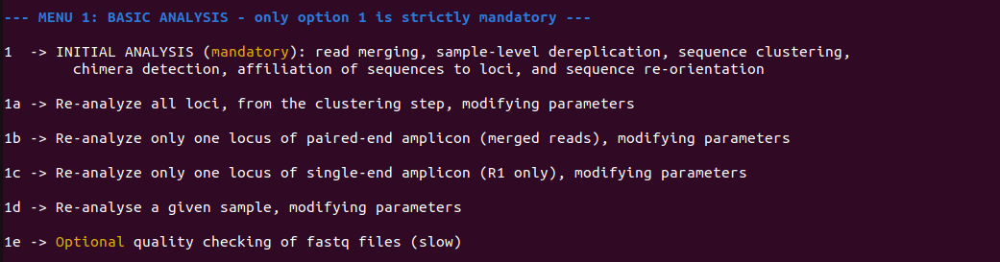 --- MENU 1: BASIC ANALYSIS - only option 1 is strictly mandatory ---
1  -> INITIAL ANALYSIS (mandatory): read merging, sample-level dereplication, sequence clustering,
chimera detection, affiliation of sequences to loci, and sequence re-orientation
1a -> Re-analyze all loci, from the clustering step, modifying parameters
1b -> Re-analyze only one locus of paired-end amplicon (merged reads), modifying parameters
1c -> Re-analyze only one locus of single-end amplicon (R1 only), modifying parameters
1d -> Re-analyse a given sample, modifying parameters
1e -> Optional quality checking of fastq files (slow)